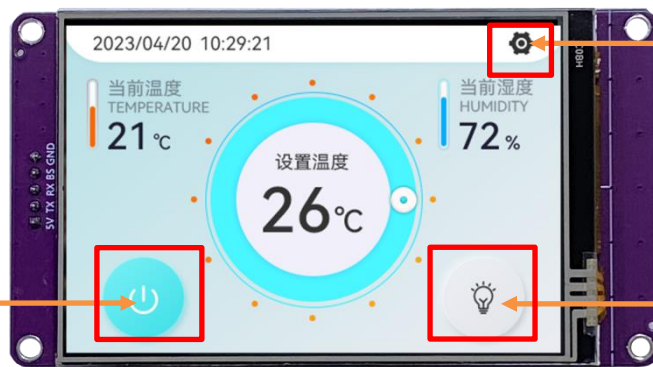 2023/04/20 10:29:21
当前温度
TEMPERATURE
21℃
当前湿度
HUMIDITY
72%
设置温度
26℃
5V TX RX BS GND